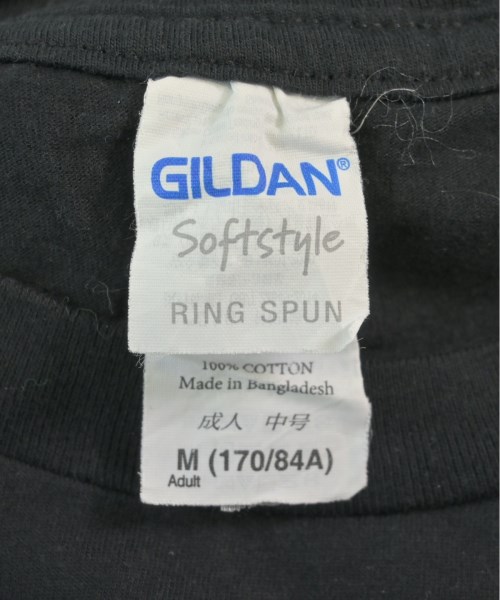 GILDAN®
Softstyle
RING SPUN
100% COTTON
Made in Bangladesh
成人 中号
M (170/84A)
Adult